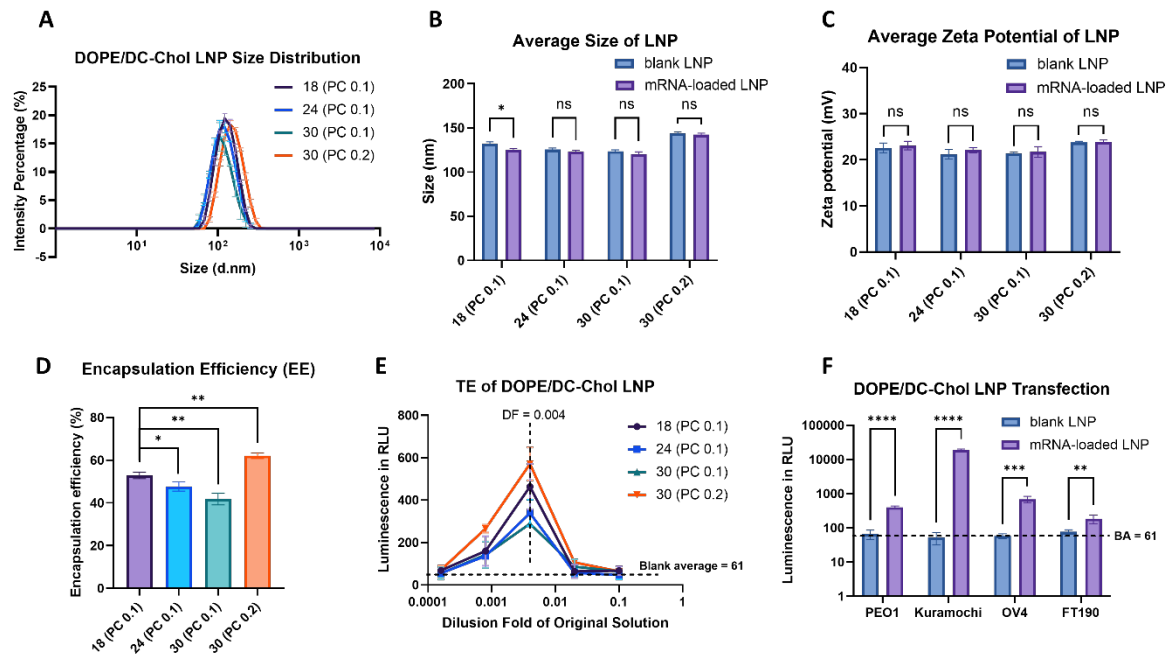 A
DOPE/DC-Chol LNP Size Distribution
18 (PC 0.1)
24 (PC 0.1)
30 (PC 0.1)
30 (PC 0.2)
Intensity Percentage (%)
25
20
15
10
5
0
-5
10¹
10²
10³
10⁴
Size (d.nm)
B
Average Size of LNP
blank LNP
mRNA-loaded LNP
Size (nm)
200
150
100
50
0
*
ns
ns
ns
18 (PC 0.1)
24 (PC 0.1)
30 (PC 0.1)
30 (PC 0.2)
C
Average Zeta Potential of LNP
blank LNP
mRNA-loaded LNP
Zeta potential (mV)
40
30
20
10
0
ns
ns
ns
ns
18 (PC 0.1)
24 (PC 0.1)
30 (PC 0.1)
30 (PC 0.2)
D
Encapsulation Efficiency (EE)
Encapsulation efficiency (%)
80
60
40
20
0
**
**
*
18 (PC 0.1)
24 (PC 0.1)
30 (PC 0.1)
30 (PC 0.2)
E
TE of DOPE/DC-Chol LNP
DF = 0.004
18 (PC 0.1)
24 (PC 0.1)
30 (PC 0.1)
30 (PC 0.2)
Luminescence in RLU
800
600
400
200
0
Blank average = 61
0.0001
0.001
0.01
0.1
1
Dilution Fold of Original Solution
F
DOPE/DC-Chol LNP Transfection
blank LNP
mRNA-loaded LNP
Luminescence in RLU
100000
10000
1000
100
10
1
****
****
***
**
BA = 61
PEO1
Kuramochi
OV4
FT190